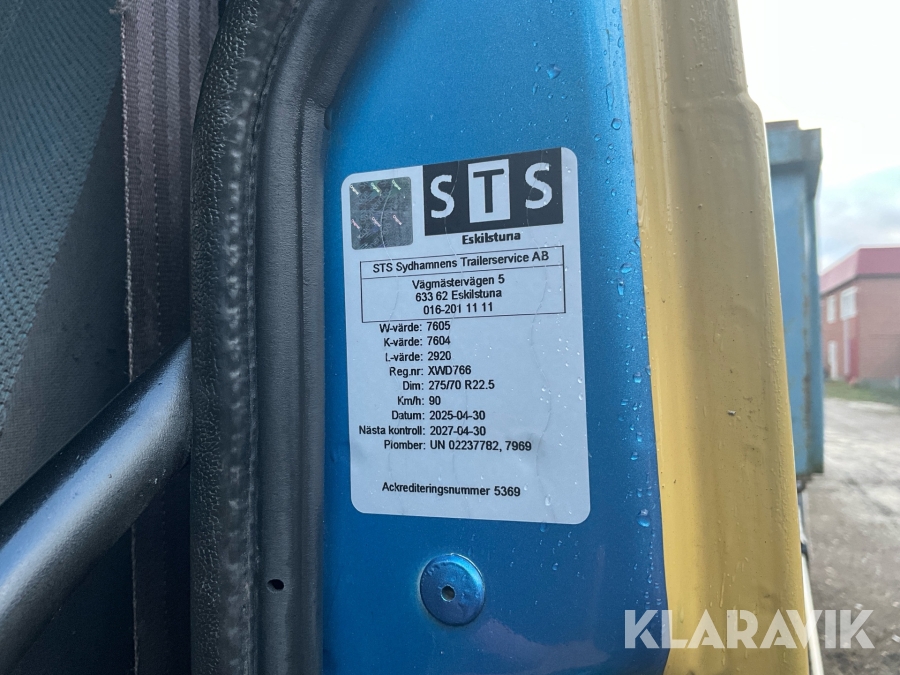 STS
Eskilstuna
STS Sydhamnens Trailerservice AB
Vägmästervägen 5
633 62 Eskilstuna
016-201 11 11
W-värde: 7605
K-värde: 7604
L-värde: 2920
Reg.nr: XWD766
Dim: 275/70 R22.5
Km/h: 90
Datum: 2025-04-30
Nästa kontroll: 2027-04-30
Plomber: UN 02237782, 7969
Ackrediteringsnummer 5369
KLARAVIK